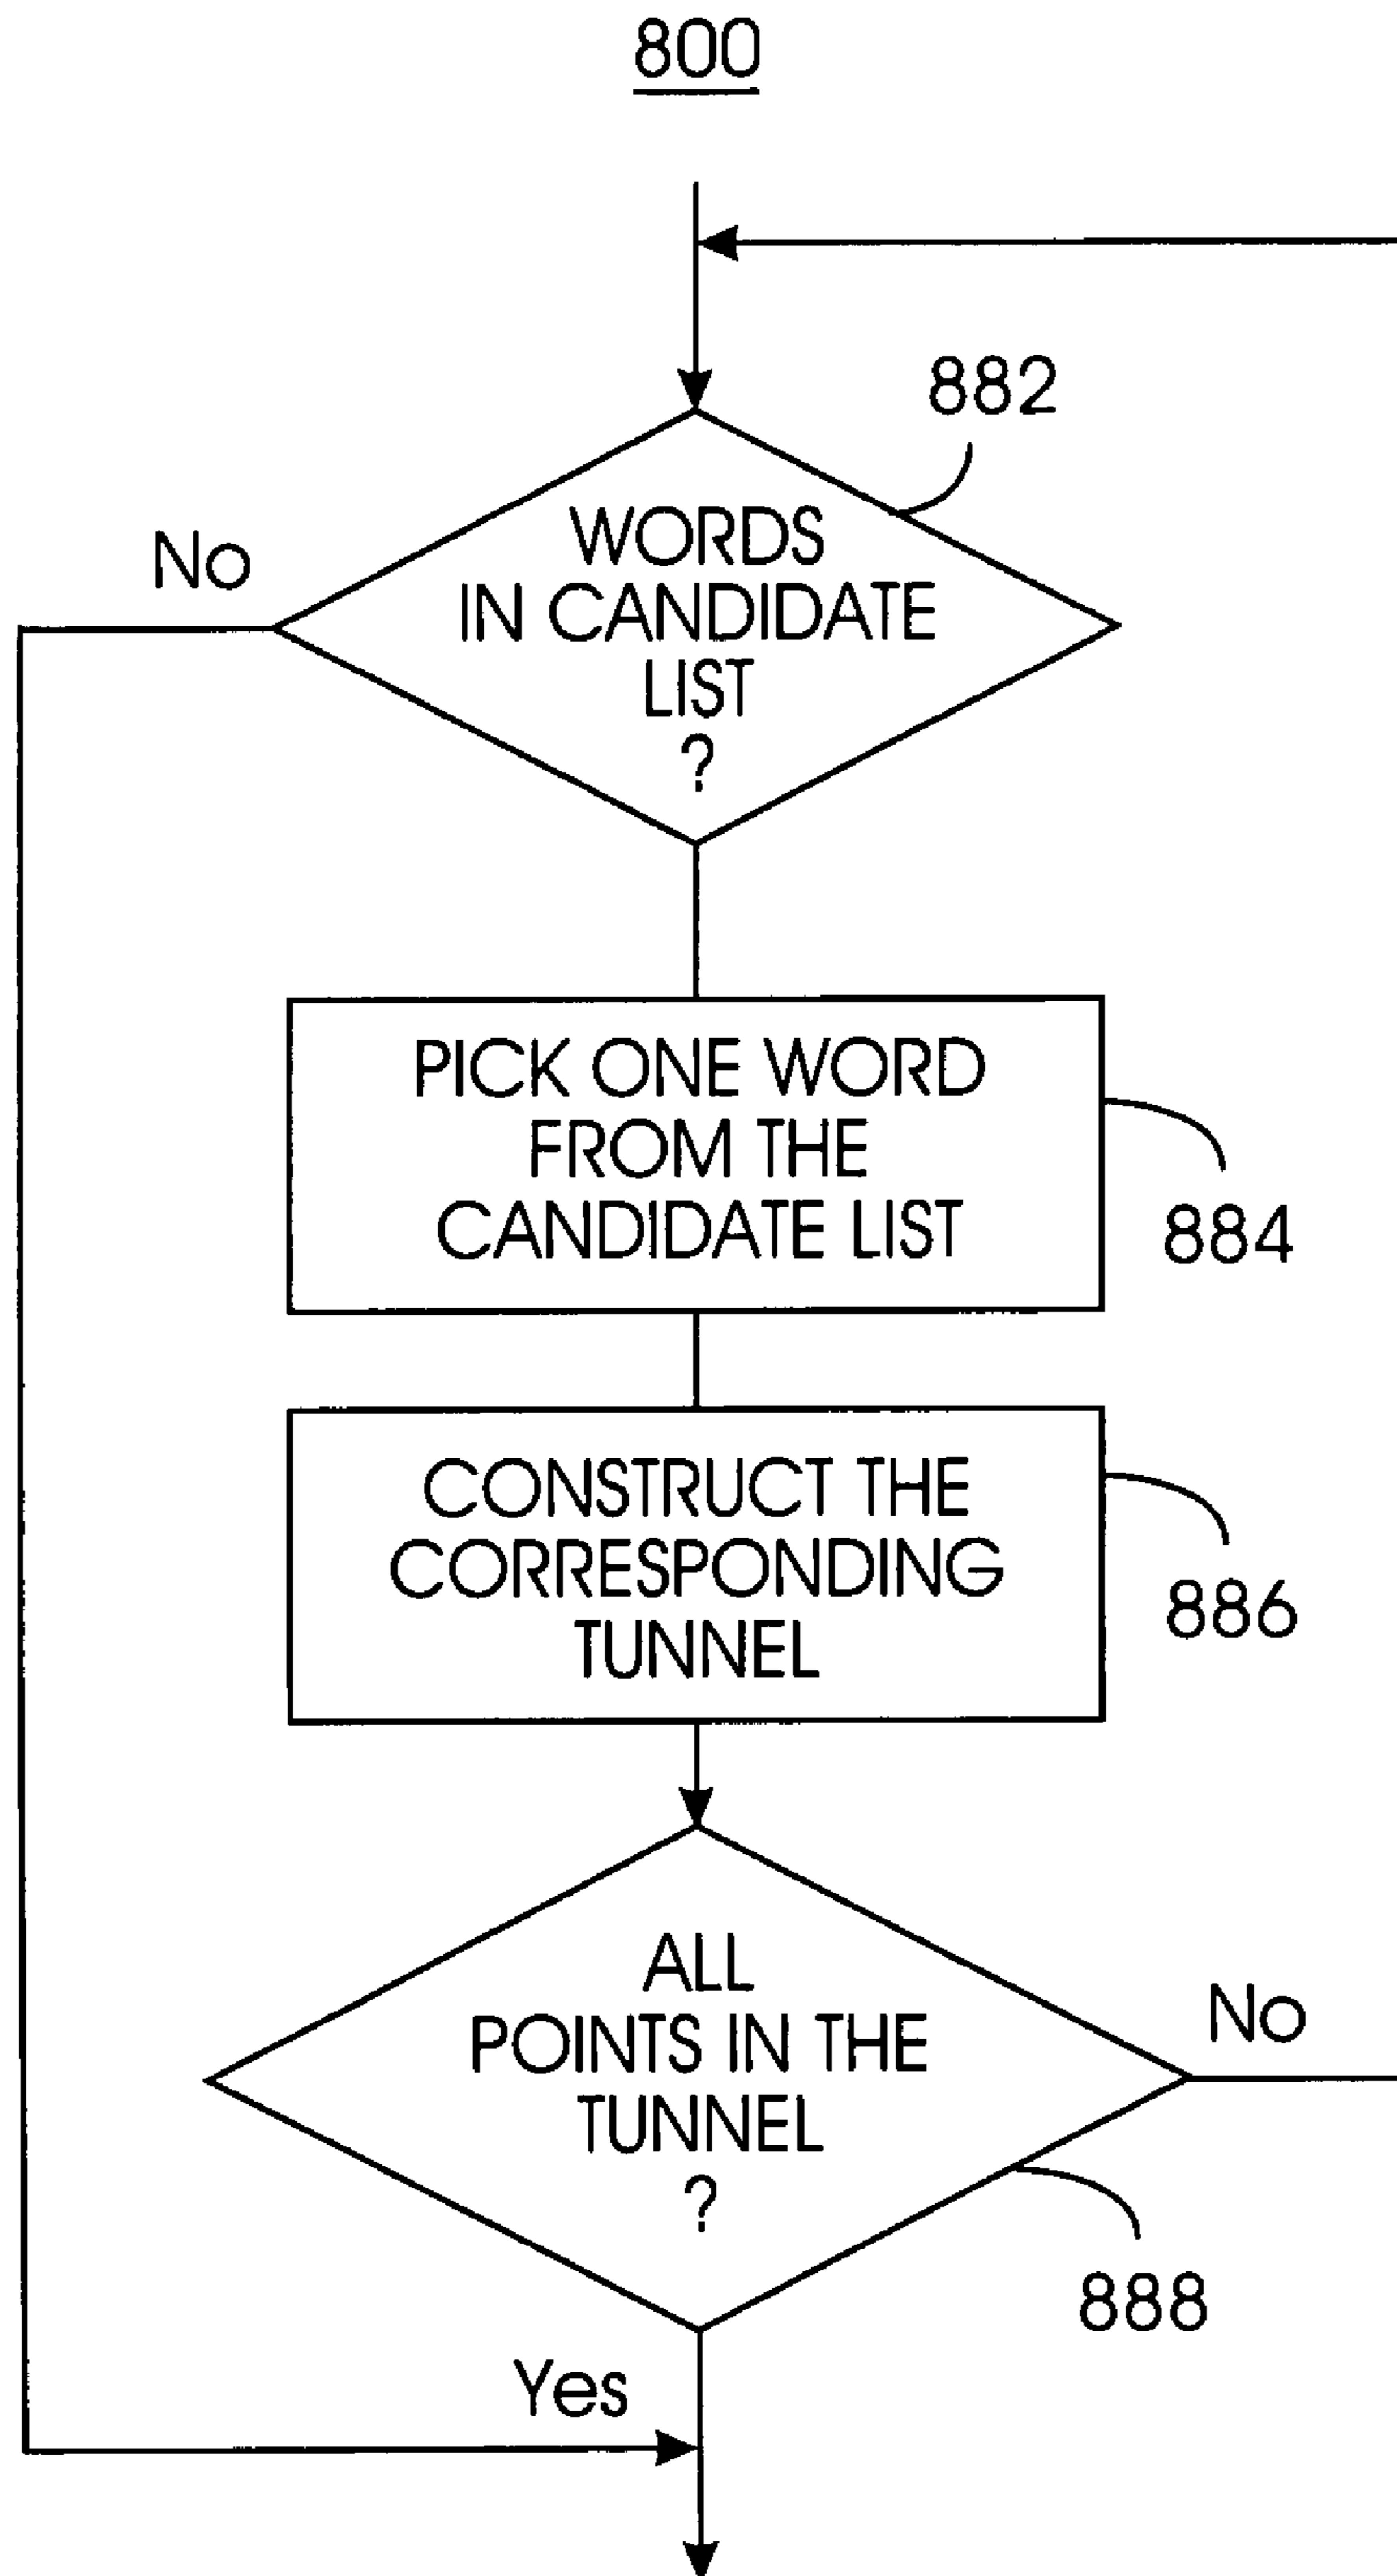 800
882
No
WORDS
IN CANDIDATE
LIST
?
PICK ONE WORD
FROM THE
CANDIDATE LIST
884
CONSTRUCT THE
CORRESPONDING
TUNNEL
886
ALL
POINTS IN THE
TUNNEL
?
No
888
Yes